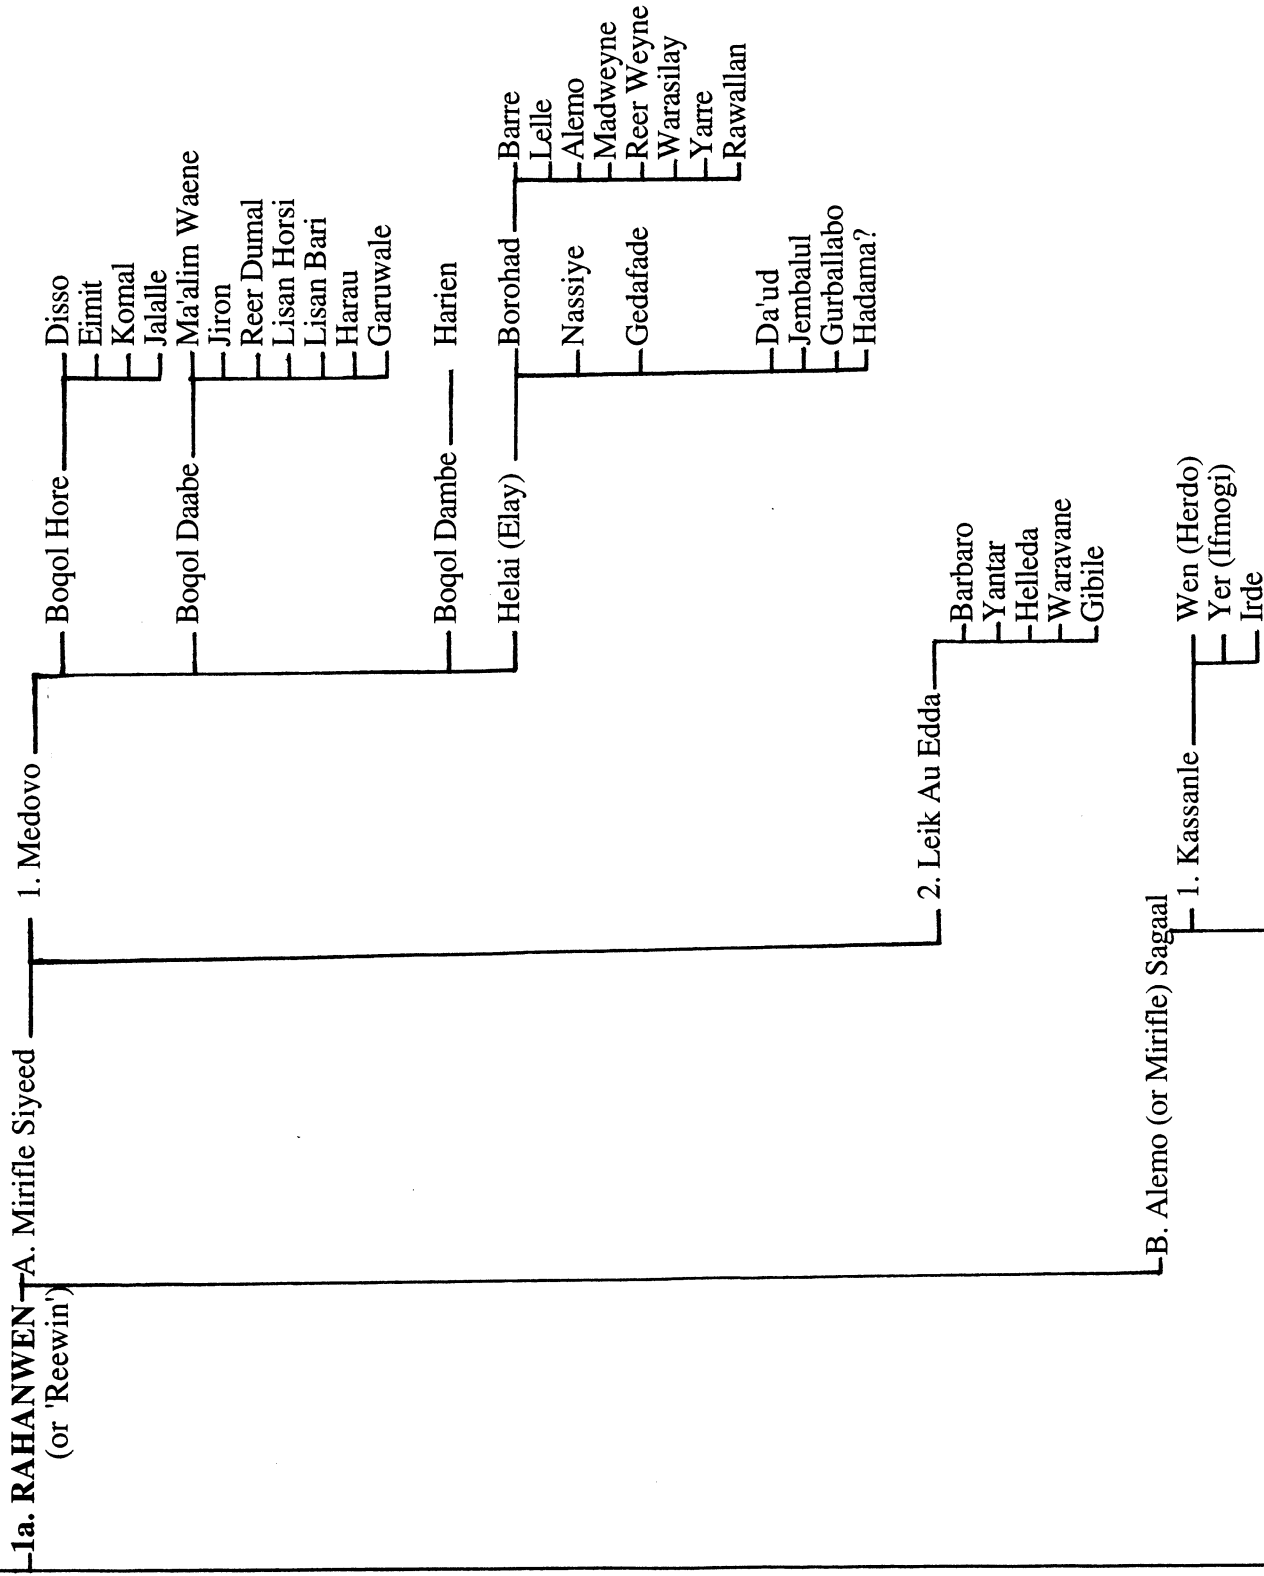 1a. RAHANWEN
(or 'Reewin')
A. Mirifle Siyeed
1. Medovo
Boqol Hore
Disso
Eimit
Komal
Jalalle
Boqol Daabe
Ma'alim Waene
Jiron
Reer Dumal
Lisan Horsi
Lisan Bari
Harau
Garuwale
Boqol Dambe
Harien
Helai (Elay)
Borohad
Barre
Lelle
Alemo
Madweyne
Reer Weyne
Warasilay
Yarre
Rawallan
Nassiye
Gedafade
Da'ud
Jembalul
Gurballabo
Hadama?
2. Leik Au Edda
Barbaro
Yantar
Helleda
Waravane
Gibile
B. Alemo (or Mirifle) Sagaal
1. Kassanle
Wen (Herdo)
Yer (Ifmogi)
Irde